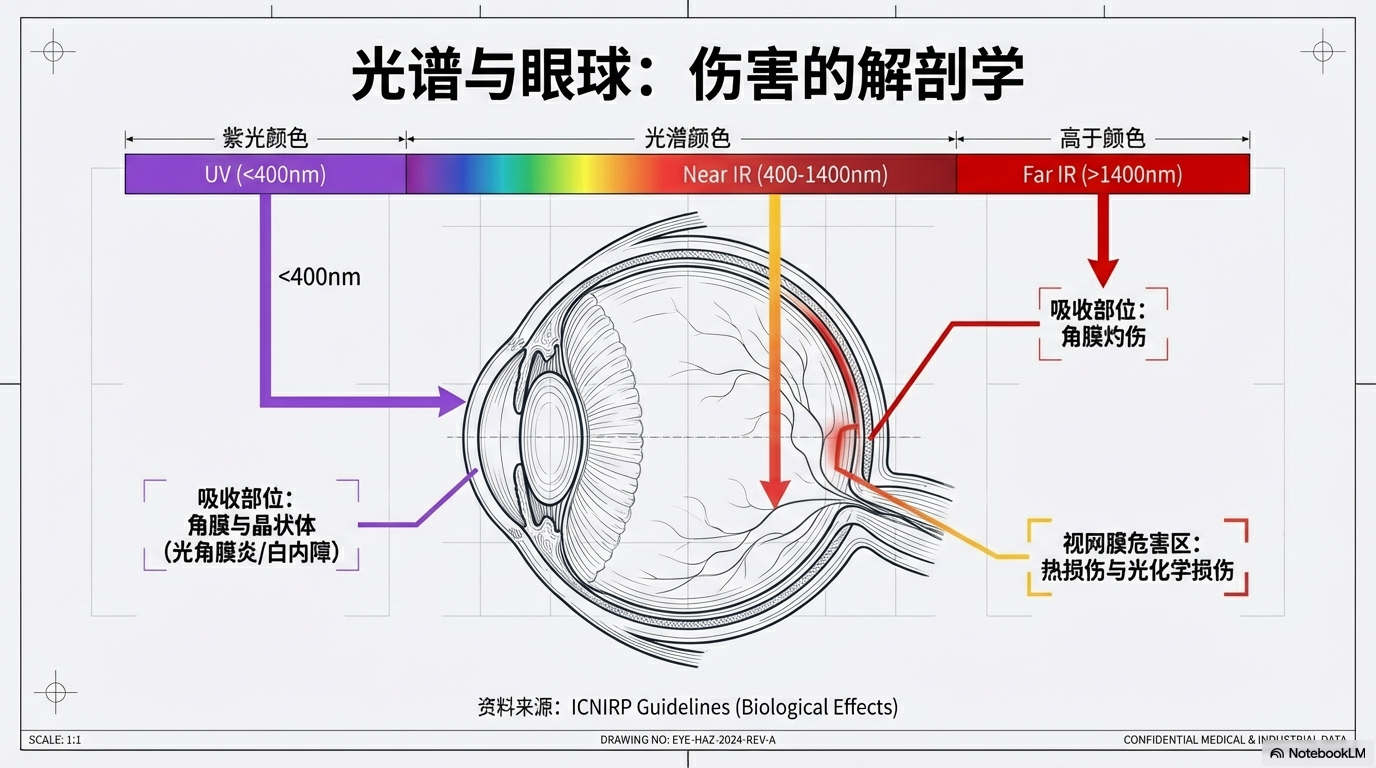 光谱与眼球：伤害的解剖学
紫光颜色
光潧颜色
高于颜色
UV (<400nm)
Near IR (400-1400nm)
Far IR (>1400nm)
<400nm
吸收部位：
角膜灼伤
吸收部位：
角膜与晶状体
（光角膜炎/白内障）
视网膜危害区：
热损伤与光化学损伤
资料来源：ICNIRP Guidelines (Biological Effects)
SCALE: 1:1
DRAWING NO: EYE-HAZ-2024-REV-A
CONFIDENTIAL MEDICAL & INDUSTRIAL DATA
NotebookLM